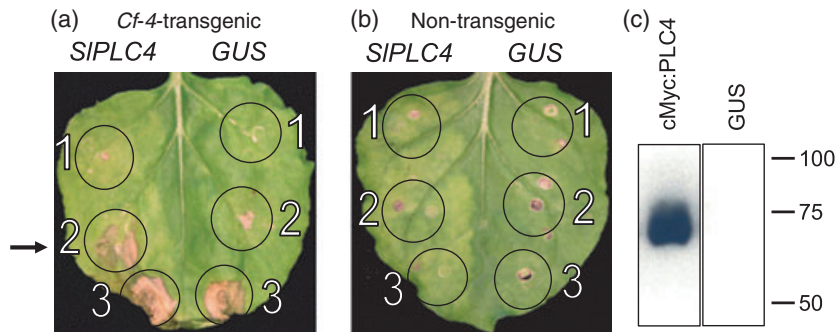 (a) Cf-4-transgenic
SlPLC4 GUS
1 1
2 2
3 3
(b) Non-transgenic
SlPLC4 GUS
1 1
2 2
3 3
(c)
cMyc:PLC4
GUS
100
75
50